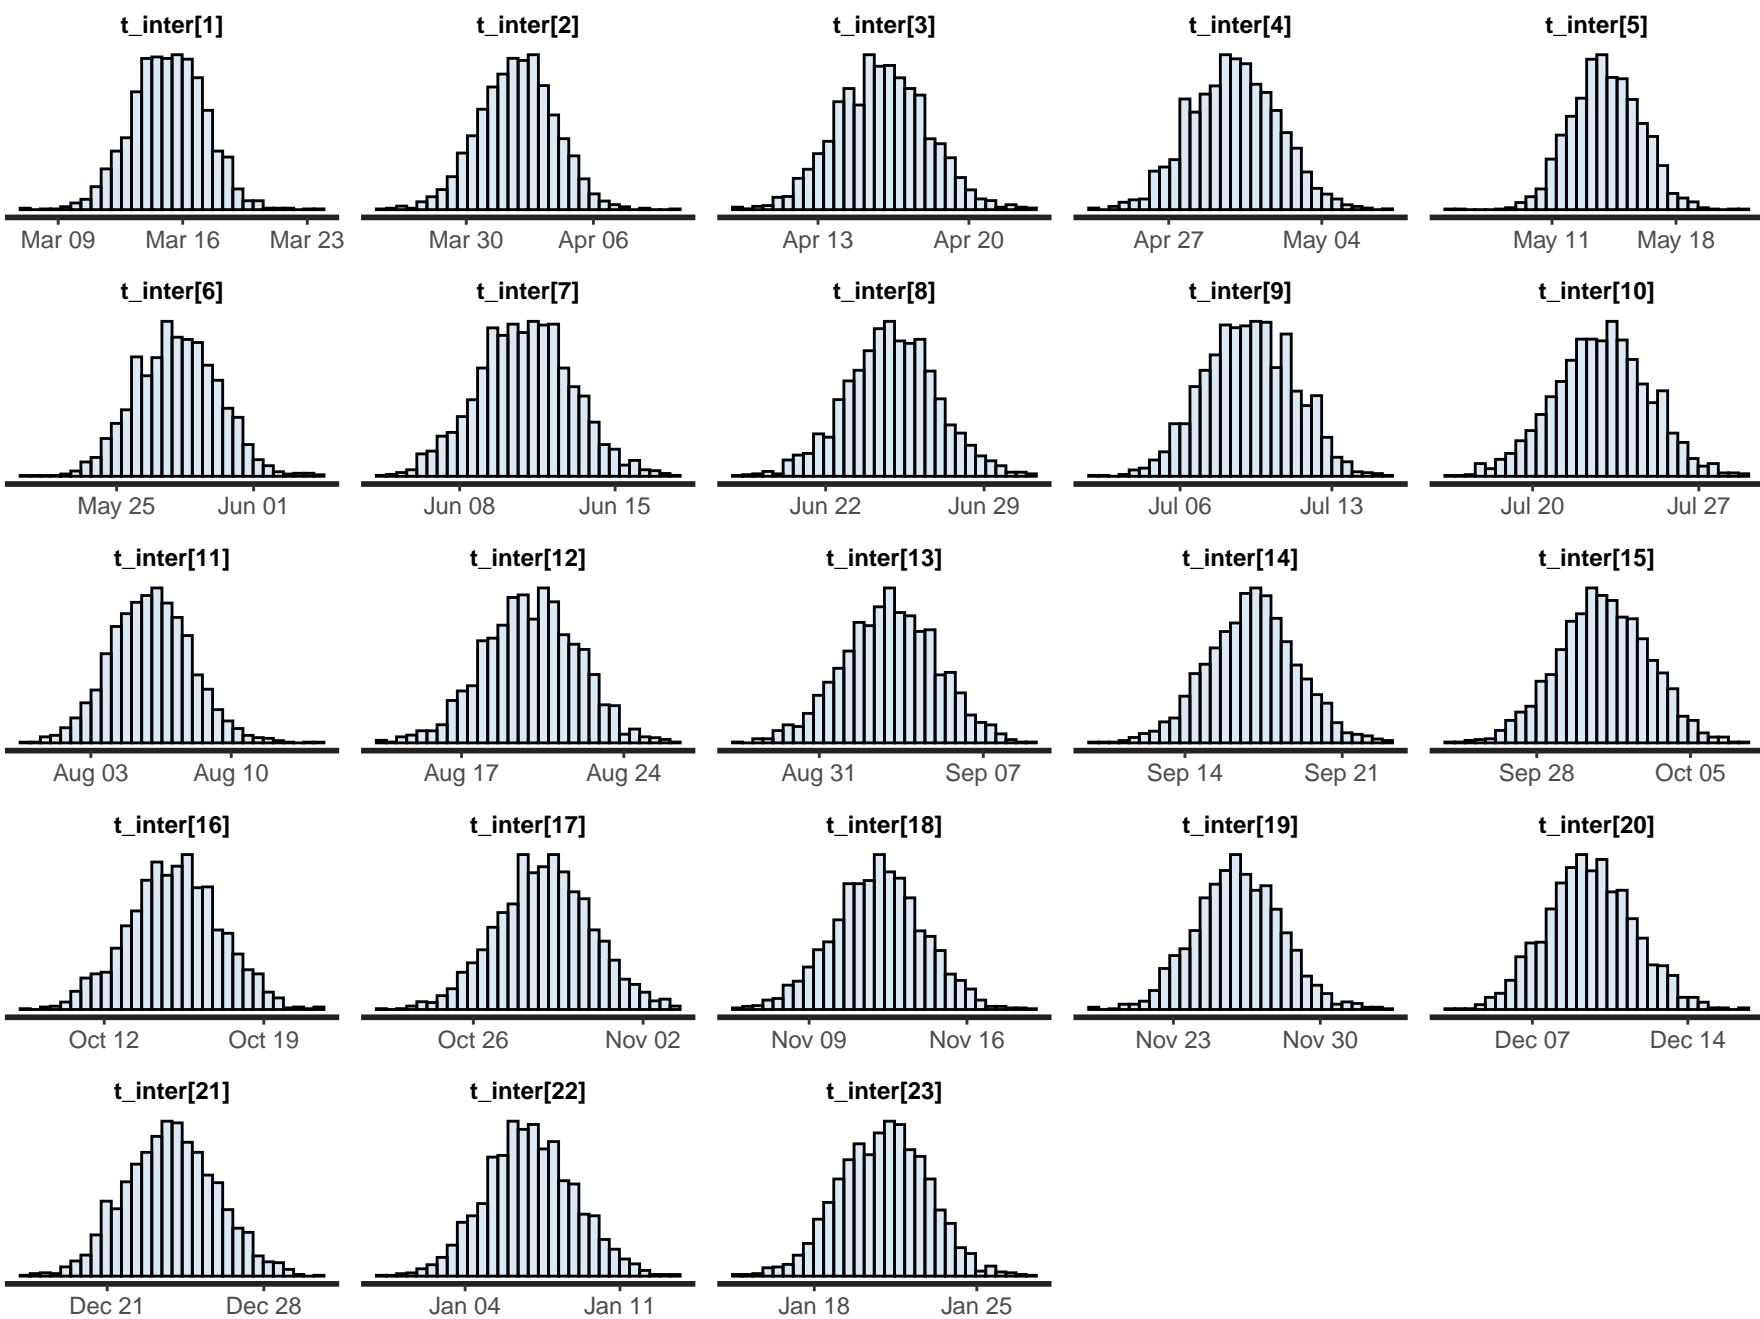 t_inter[1] t_inter[2] t_inter[3] t_inter[4] t_inter[5]
Mar 09 Mar 16 Mar 23 Mar 30 Apr 06 Apr 13 Apr 20 Apr 27 May 04 May 11 May 18
t_inter[6] t_inter[7] t_inter[8] t_inter[9] t_inter[10]
May 25 Jun 01 Jun 08 Jun 15 Jun 22 Jun 29 Jul 06 Jul 13 Jul 20 Jul 27
t_inter[11] t_inter[12] t_inter[13] t_inter[14] t_inter[15]
Aug 03 Aug 10 Aug 17 Aug 24 Aug 31 Sep 07 Sep 14 Sep 21 Sep 28 Oct 05
t_inter[16] t_inter[17] t_inter[18] t_inter[19] t_inter[20]
Oct 12 Oct 19 Oct 26 Nov 02 Nov 09 Nov 16 Nov 23 Nov 30 Dec 07 Dec 14
t_inter[21] t_inter[22] t_inter[23]
Dec 21 Dec 28 Jan 04 Jan 11 Jan 18 Jan 25